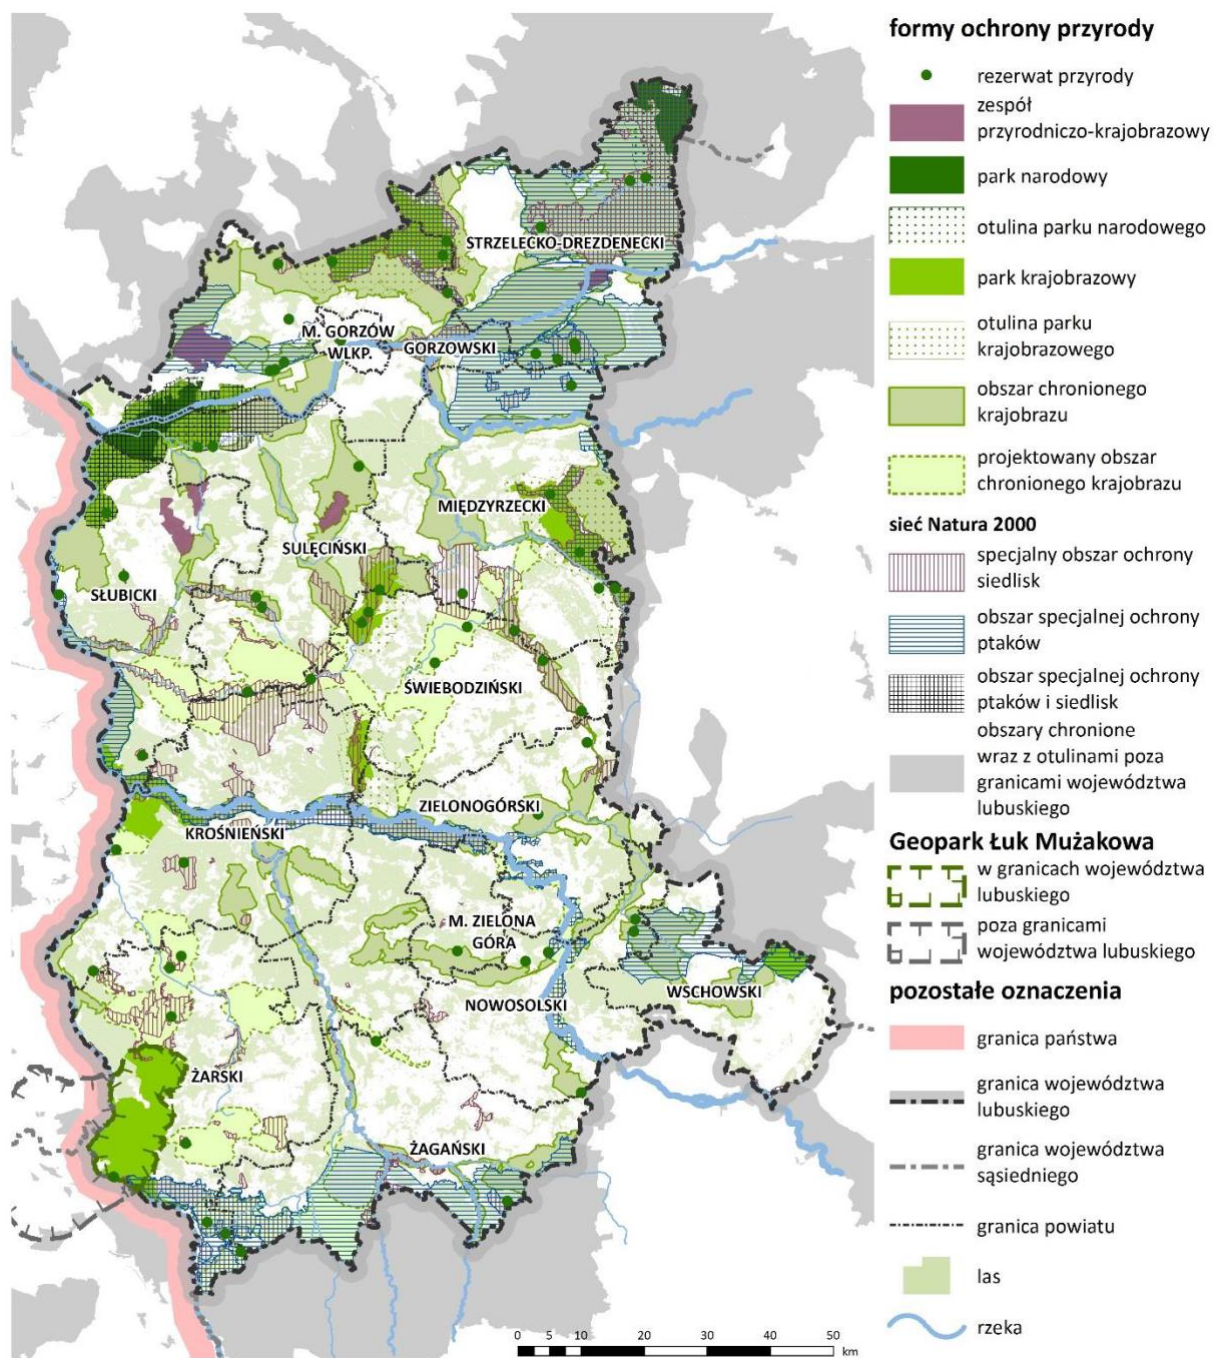 formy ochrony przyrody
rezerwat przyrody
zespół
przyrodniczo-krajobrazowy
park narodowy
otulina parku narodowego
park krajobrazowy
otulina parku
krajobrazowego
obszar chronionego
krajobrazu
projektowany obszar
chronionego krajobrazu
sieć Natura 2000
specjalny obszar ochrony
siedlisk
obszar specjalnej ochrony
ptaków
obszar specjalnej ochrony
ptaków i siedlisk
obszary chronione
wraz z otulinami poza
granicami województwa
lubuskiego
Geopark Łuk Mużakowa
w granicach województwa
lubuskiego
poza granicami
województwa lubuskiego
pozostałe oznaczenia
granica państwa
granica województwa
lubuskiego
granica województwa
sąsiedniego
granica powiatu
las
rzeka
STRZELECKO-DREZDENECKI
M. GORZÓW
WLKP.
GORZOWSKI
MIĘDZYRZECKI
SULĘCIŃSKI
SŁUBICKI
ŚWIEBODZIŃSKI
ZIELONOGÓRSKI
KROŚNIEŃSKI
M. ZIELONA
GÓRA
NOWOSOLSKI
WSCHOWSKI
ŻARSKI
ŻAGAŃSKI
0 5 10 20 30 40 50
km